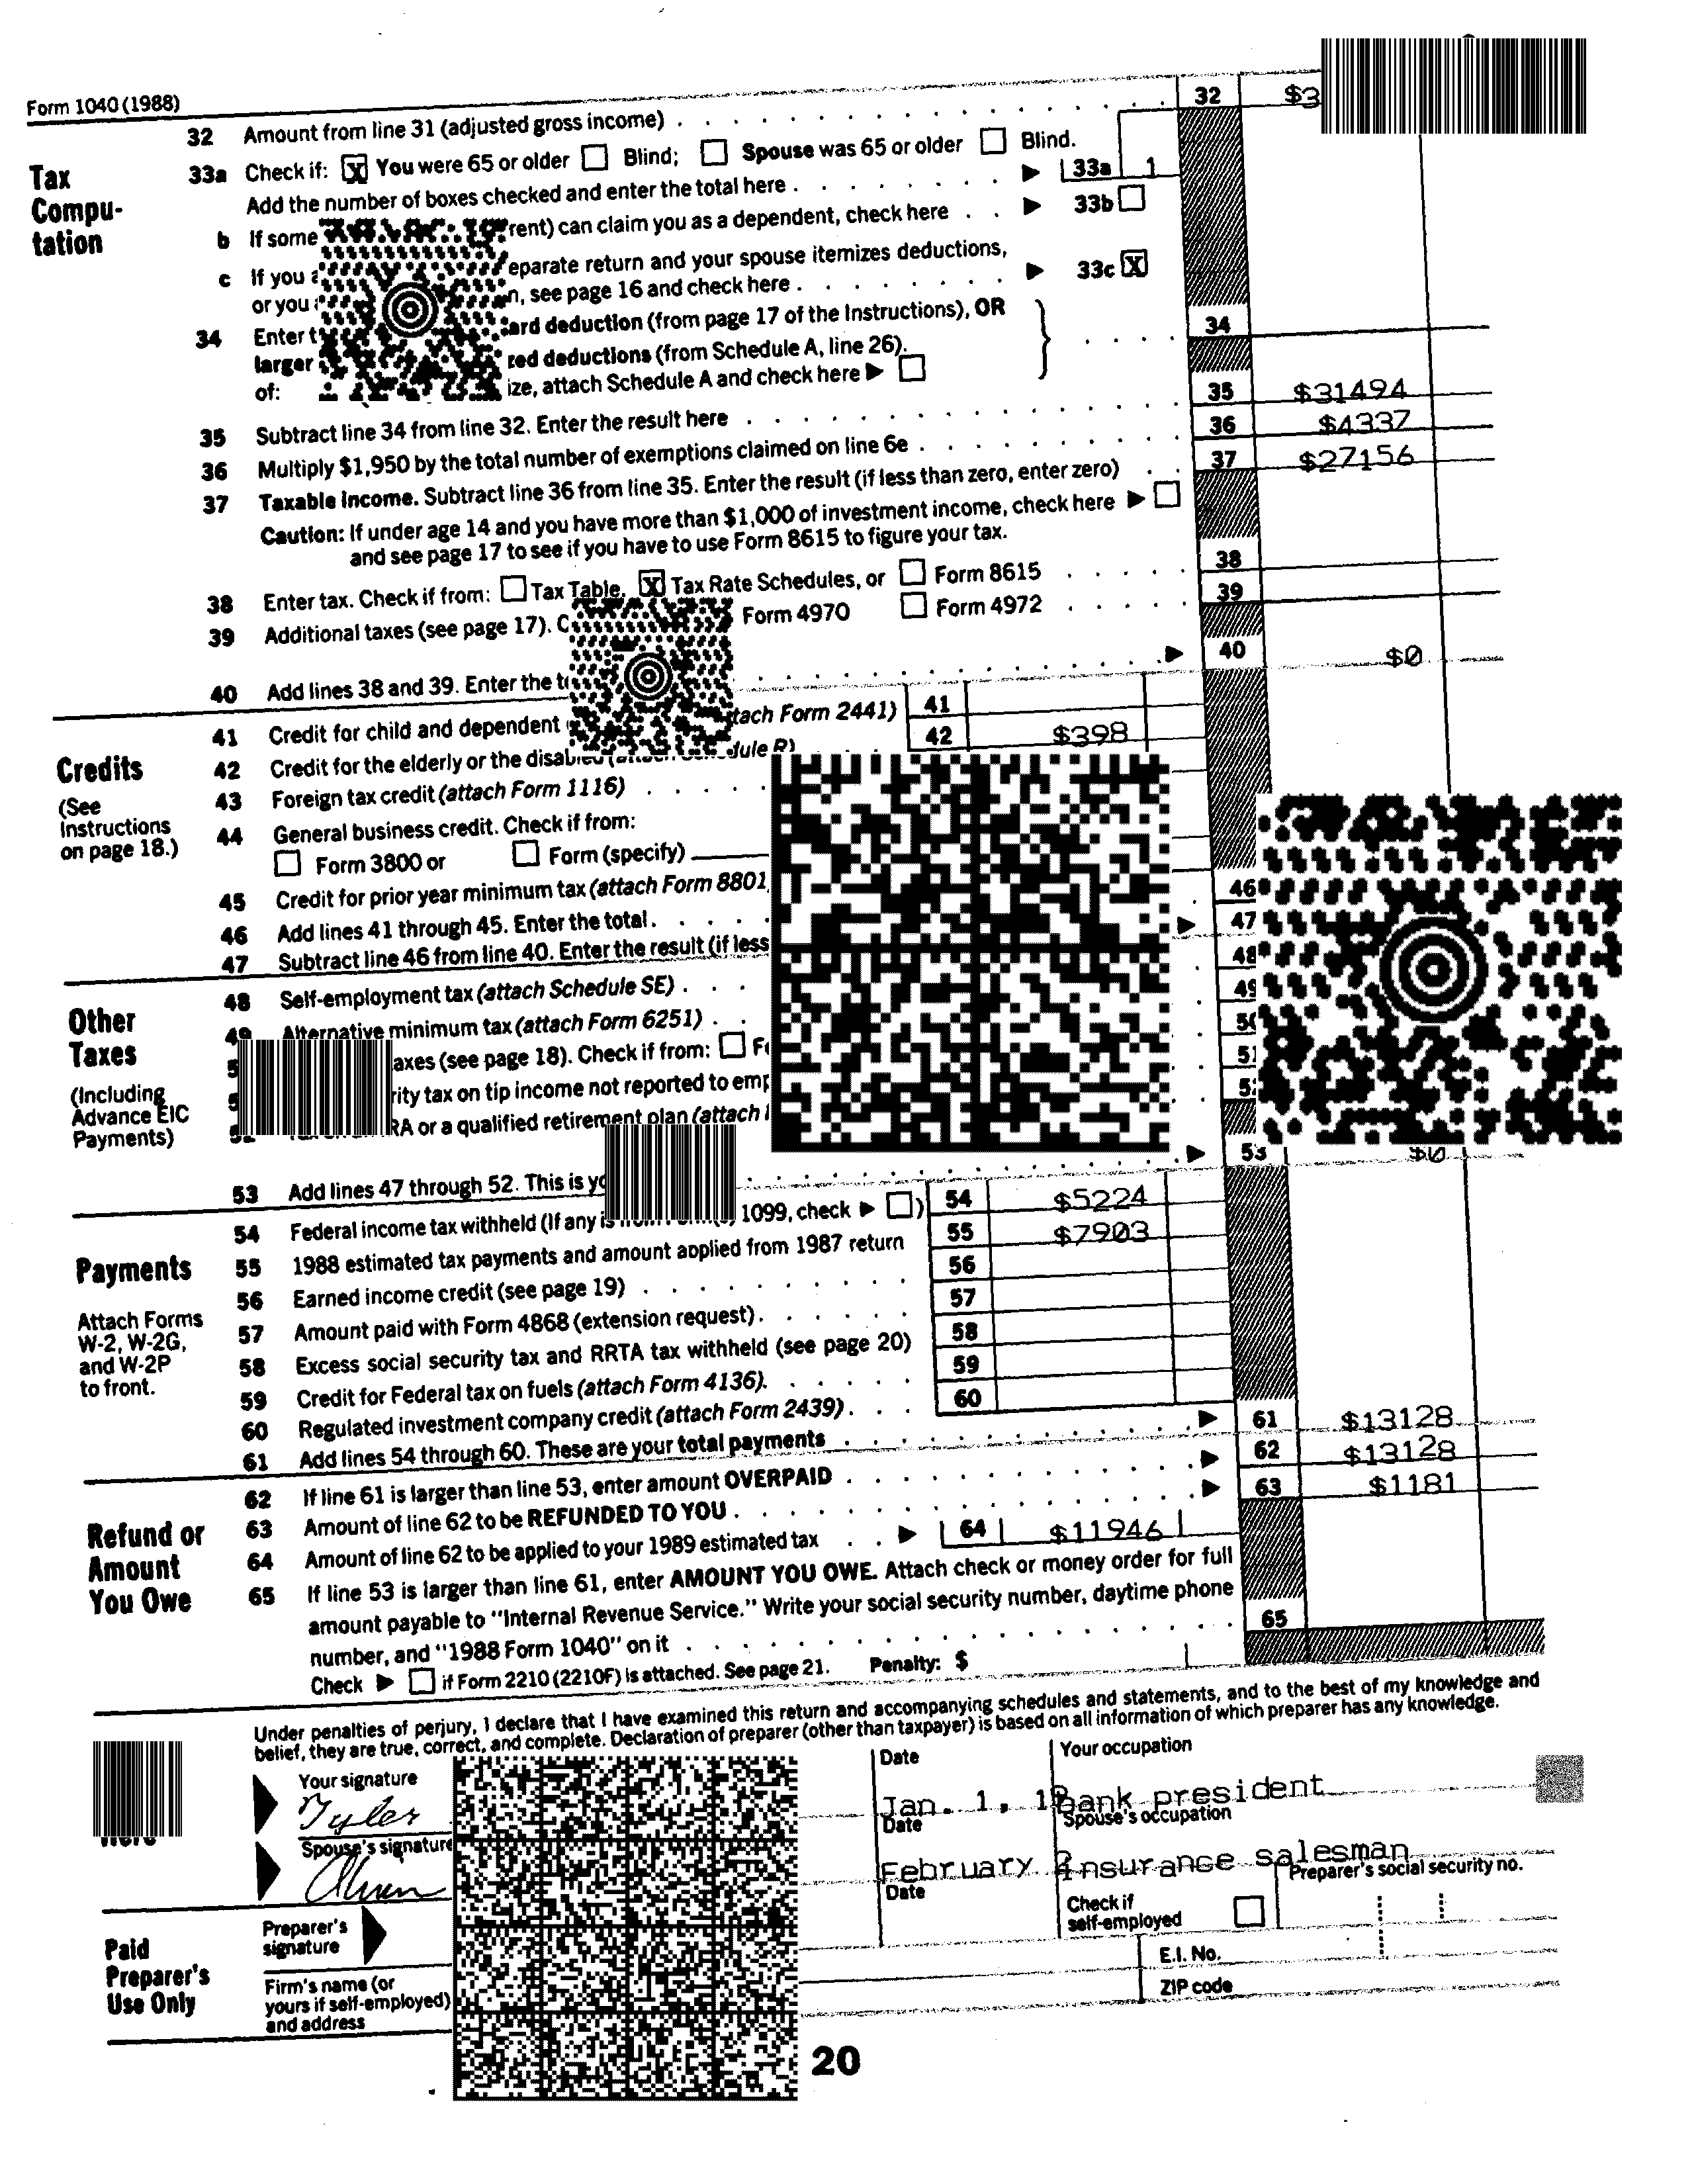 Form 1040 (1988)
32 Amount from line 31 (adjusted gross income) 32 $3
Tax Compu- tation
33a Check if: X You were 65 or older Blind; Spouse was 65 or older Blind.
Add the number of boxes checked and enter the total here 33a 1
b If some rent) can claim you as a dependent, check here 33b
c If you eparate return and your spouse itemizes deductions,
or you n, see page 16 and check here 33c X
34 Enter ard deduction (from page 17 of the Instructions), OR 34
larger red deductions (from Schedule A, line 26).
of: ize, attach Schedule A and check here
35 Subtract line 34 from line 32. Enter the result here 35 $31494
36 Multiply $1,950 by the total number of exemptions claimed on line 6e 36 $4337
37 Taxable income. Subtract line 36 from line 35. Enter the result (if less than zero, enter zero) 37 $27156
Caution: If under age 14 and you have more than $1,000 of investment income, check here
and see page 17 to see if you have to use Form 8615 to figure your tax.
38 Enter tax. Check if from: Tax Table, X Tax Rate Schedules, or Form 8615 38
39 Additional taxes (see page 17). Form 4970 Form 4972 39
40 Add lines 38 and 39. Enter the 40 $0
Credits
(See Instructions on page 18.)
41 Credit for child and dependent tach Form 2441) 41
42 Credit for the elderly or the disabled 42 $398
43 Foreign tax credit (attach Form 1116)
44 General business credit. Check if from:
Form 3800 or Form (specify)
45 Credit for prior year minimum tax (attach Form 8801
46 Add lines 41 through 45. Enter the total. 46
47 Subtract line 46 from line 40. Enter the result (if less 47
Other Taxes
(Including Advance EIC Payments)
48 Self-employment tax (attach Schedule SE) 48
49 Alternative minimum tax (attach Form 6251)
axes (see page 18). Check if from:
rity tax on tip income not reported to
RA or a qualified retirement plan (attach
53 Add lines 47 through 52. This is 53 $0
Payments
Attach Forms W-2, W-2G, and W-2P to front.
54 Federal income tax withheld (If any is 1099, check ) 54 $5224
55 1988 estimated tax payments and amount applied from 1987 return 55 $7903
56 Earned income credit (see page 19) 56
57 Amount paid with Form 4868 (extension request). 57
58 Excess social security tax and RRTA tax withheld (see page 20) 58
59 Credit for Federal tax on fuels (attach Form 4136). 59
60 Regulated investment company credit (attach Form 2439) 60
61 Add lines 54 through 60. These are your total payments 61 $13128
Refund or Amount You Owe
62 If line 61 is larger than line 53, enter amount OVERPAID 62 $13128
63 Amount of line 62 to be REFUNDED TO YOU 63 $1181
64 Amount of line 62 to be applied to your 1989 estimated tax 64 $11946
65 If line 53 is larger than line 61, enter AMOUNT YOU OWE. Attach check or money order for full
amount payable to "Internal Revenue Service." Write your social security number, daytime phone
number, and "1988 Form 1040" on it 65
Check if Form 2210 (2210F) is attached. See page 21. Penalty: $
Under penalties of perjury, I declare that I have examined this return and accompanying schedules and statements, and to the best of my knowledge and
belief, they are true, correct, and complete. Declaration of preparer (other than taxpayer) is based on all information of which preparer has any knowledge.
Your signature Date Your occupation
Tyler Jan. 1, bank president
Spouse's signature Date Spouse's occupation
February insurance salesman
Preparer's signature Date Check if self-employed Preparer's social security no.
Paid Preparer's Use Only
Firm's name (or yours if self-employed) and address E.I. No.
ZIP code
20